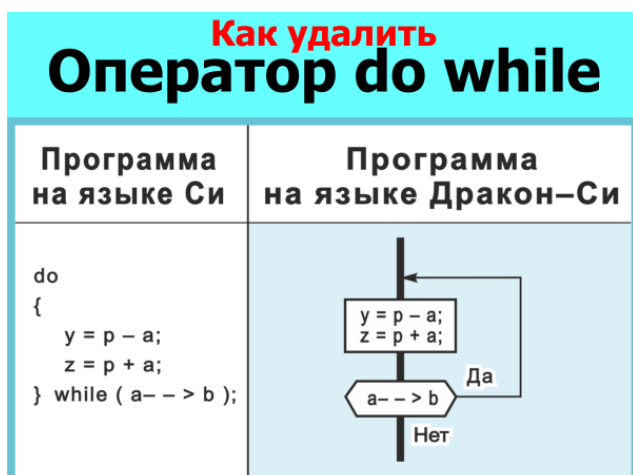 Как удалить
Оператор do while
Программа
на языке Си
Программа
на языке Дракон–Си
do
{
y = p – a;
z = p + a;
} while ( a– – > b );
y = p – a;
z = p + a;
a– – > b
Да
Нет